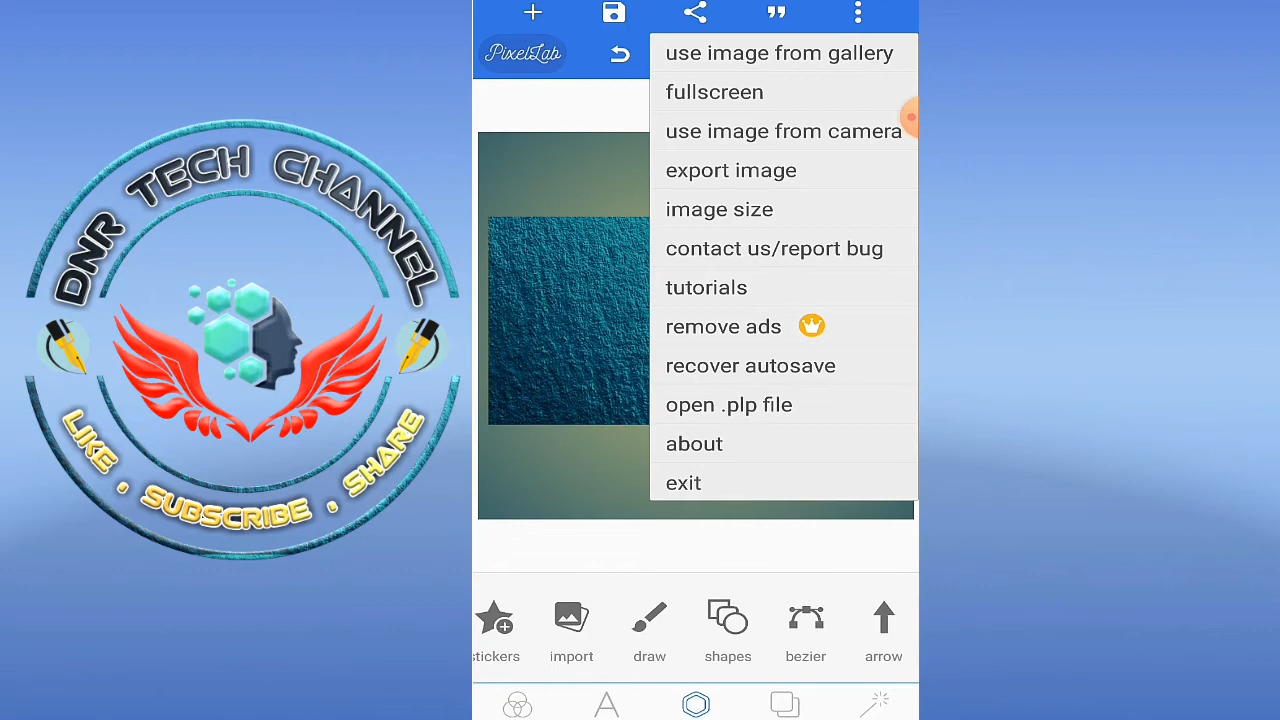 DNR TECH CHANNEL
LIKE . SUBSCRIBE . SHARE
PixelLab
use image from gallery
fullscreen
use image from camera
export image
image size
contact us/report bug
tutorials
remove ads
recover autosave
open .plp file
about
exit
stickers
import
draw
shapes
bezier
arrow